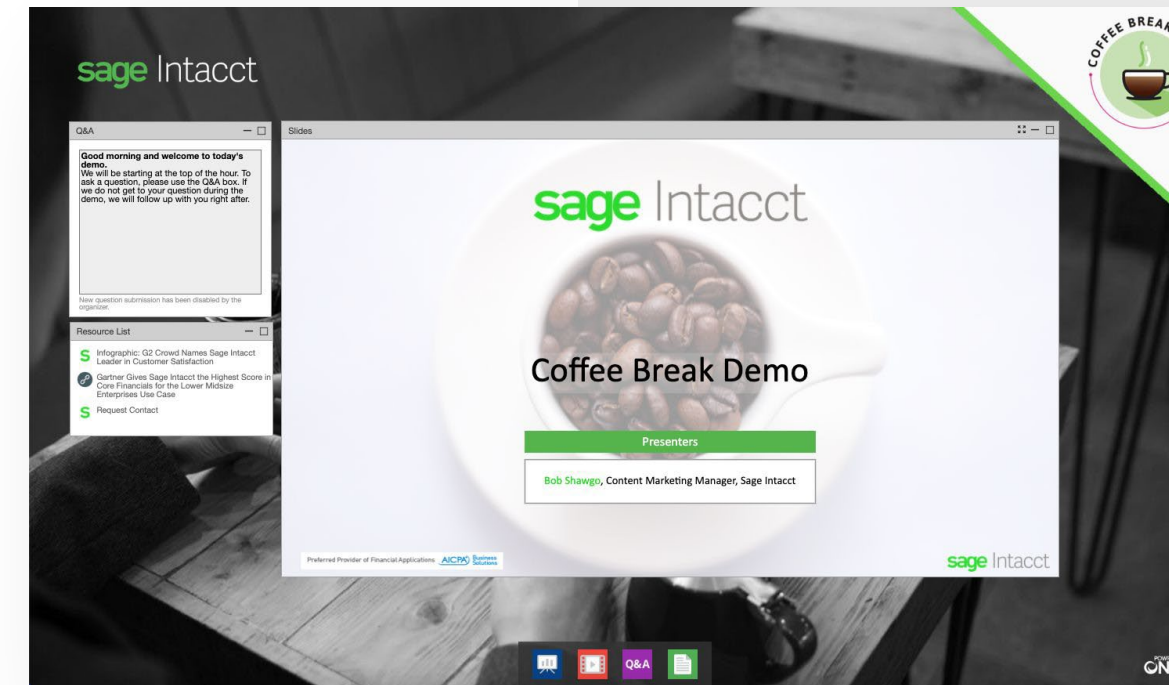 sage Intacct
COFFEE BREAK
Q&A
Good morning and welcome to today's
demo.
We will be starting at the top of the hour. To
ask a question, please use the Q&A box. If
we do not get to your question during the
demo, we will follow up with you right after.
New question submission has been disabled by the
organizer.
Resource List
Infographic: G2 Crowd Names Sage Intacct
Leader in Customer Satisfaction
Gartner Gives Sage Intacct the Highest Score in
Core Financials for the Lower Midsize
Enterprises Use Case
Request Contact
Slides
sage Intacct
Coffee Break Demo
Presenters
Bob Shawgo, Content Marketing Manager, Sage Intacct
Preferred Provider of Financial Applications AICPA Business
Solutions
sage Intacct
Q&A